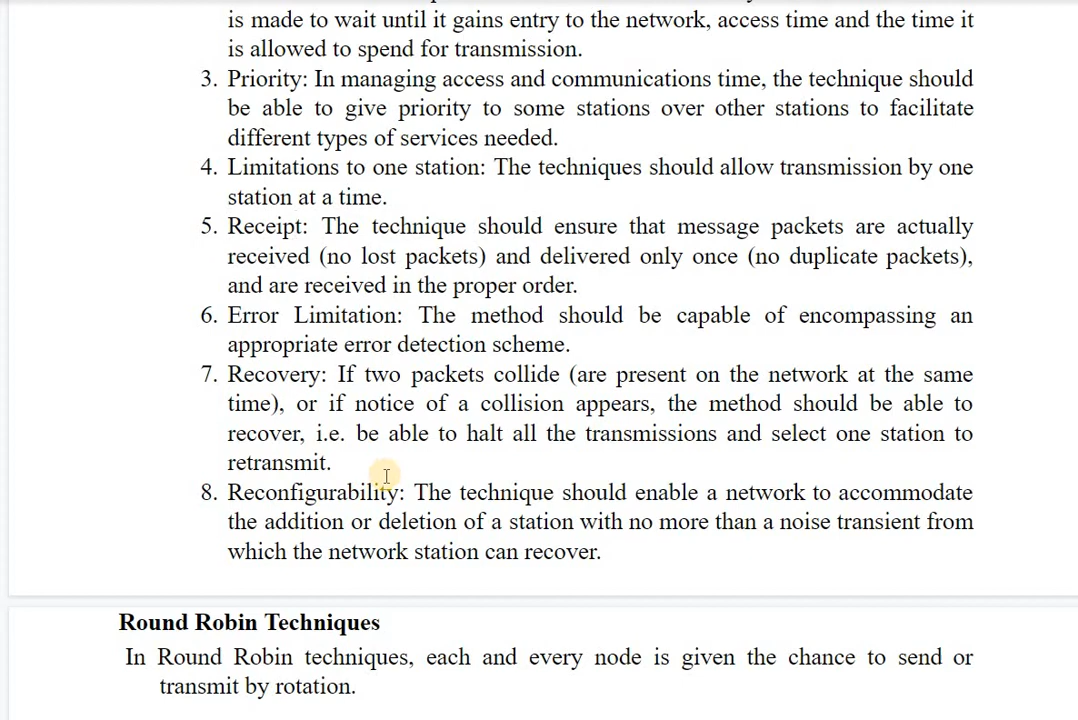 is made to wait until it gains entry to the network, access time and the time it
is allowed to spend for transmission.
3. Priority: In managing access and communications time, the technique should
be able to give priority to some stations over other stations to facilitate
different types of services needed.
4. Limitations to one station: The techniques should allow transmission by one
station at a time.
5. Receipt: The technique should ensure that message packets are actually
received (no lost packets) and delivered only once (no duplicate packets),
and are received in the proper order.
6. Error Limitation: The method should be capable of encompassing an
appropriate error detection scheme.
7. Recovery: If two packets collide (are present on the network at the same
time), or if notice of a collision appears, the method should be able to
recover, i.e. be able to halt all the transmissions and select one station to
retransmit.
8. Reconfigurability: The technique should enable a network to accommodate
the addition or deletion of a station with no more than a noise transient from
which the network station can recover.
Round Robin Techniques
In Round Robin techniques, each and every node is given the chance to send or
transmit by rotation.